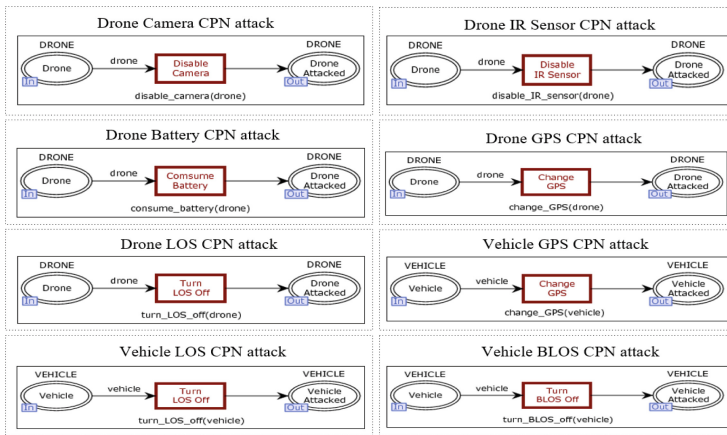 Drone Camera CPN attack
DRONE
DRONE
Drone
drone
Disable
Camera
Drone
Attacked
In
Out
disable_camera(drone)
Drone IR Sensor CPN attack
DRONE
DRONE
Drone
drone
Disable
IR Sensor
Drone
Attacked
In
Out
disable_IR_sensor(drone)
Drone Battery CPN attack
DRONE
DRONE
Drone
drone
Comsume
Battery
Drone
Attacked
In
Out
consume_battery(drone)
Drone GPS CPN attack
DRONE
DRONE
Drone
drone
Change
GPS
Drone
Attacked
In
Out
change_GPS(drone)
Drone LOS CPN attack
DRONE
DRONE
Drone
drone
Turn
LOS Off
Drone
Attacked
In
Out
turn_LOS_off(drone)
Vehicle GPS CPN attack
VEHICLE
VEHICLE
Vehicle
vehicle
Change
GPS
Vehicle
Attacked
In
Out
change_GPS(vehicle)
Vehicle LOS CPN attack
VEHICLE
VEHICLE
Vehicle
vehicle
Turn
LOS Off
Vehicle
Attacked
In
Out
turn_LOS_off(vehicle)
Vehicle BLOS CPN attack
VEHICLE
VEHICLE
Vehicle
vehicle
Turn
BLOS Off
Vehicle
Attacked
In
Out
turn_BLOS_off(vehicle)